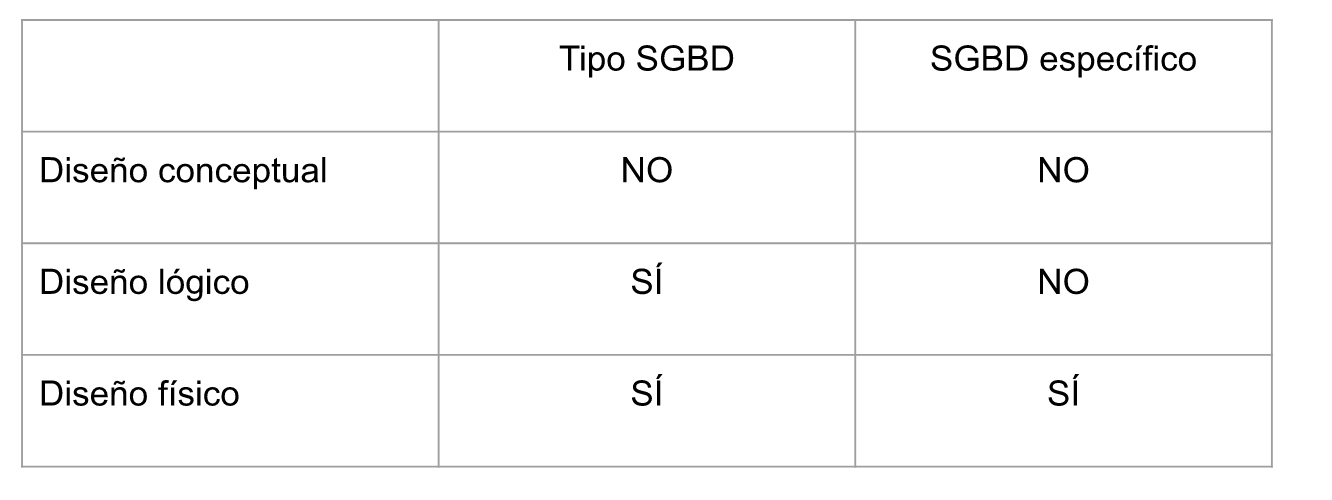 Tipo SGBD SGBD específico
Diseño conceptual NO NO
Diseño lógico SÍ NO
Diseño físico SÍ SÍ